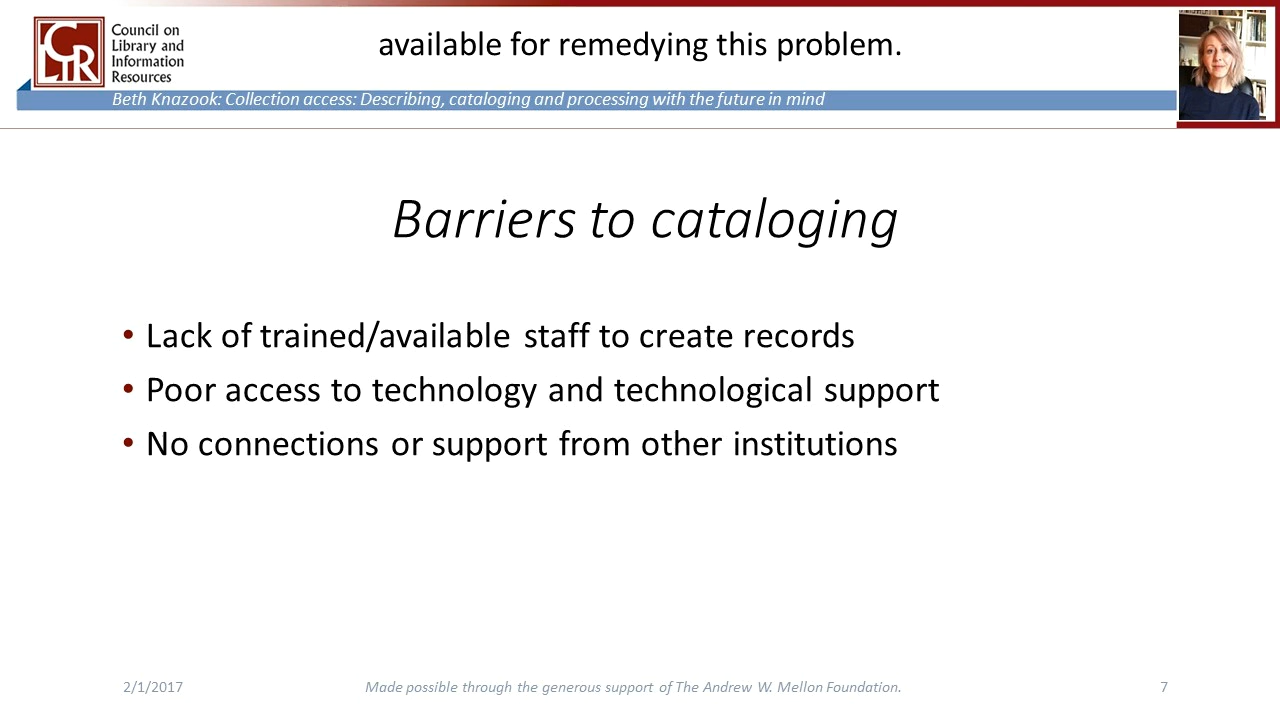 CLIR
Council on
Library and
Information
Resources
available for remedying this problem.
Beth Knazook: Collection access: Describing, cataloging and processing with the future in mind
Barriers to cataloging
• Lack of trained/available staff to create records
• Poor access to technology and technological support
• No connections or support from other institutions
2/1/2017
Made possible through the generous support of The Andrew W. Mellon Foundation.
7